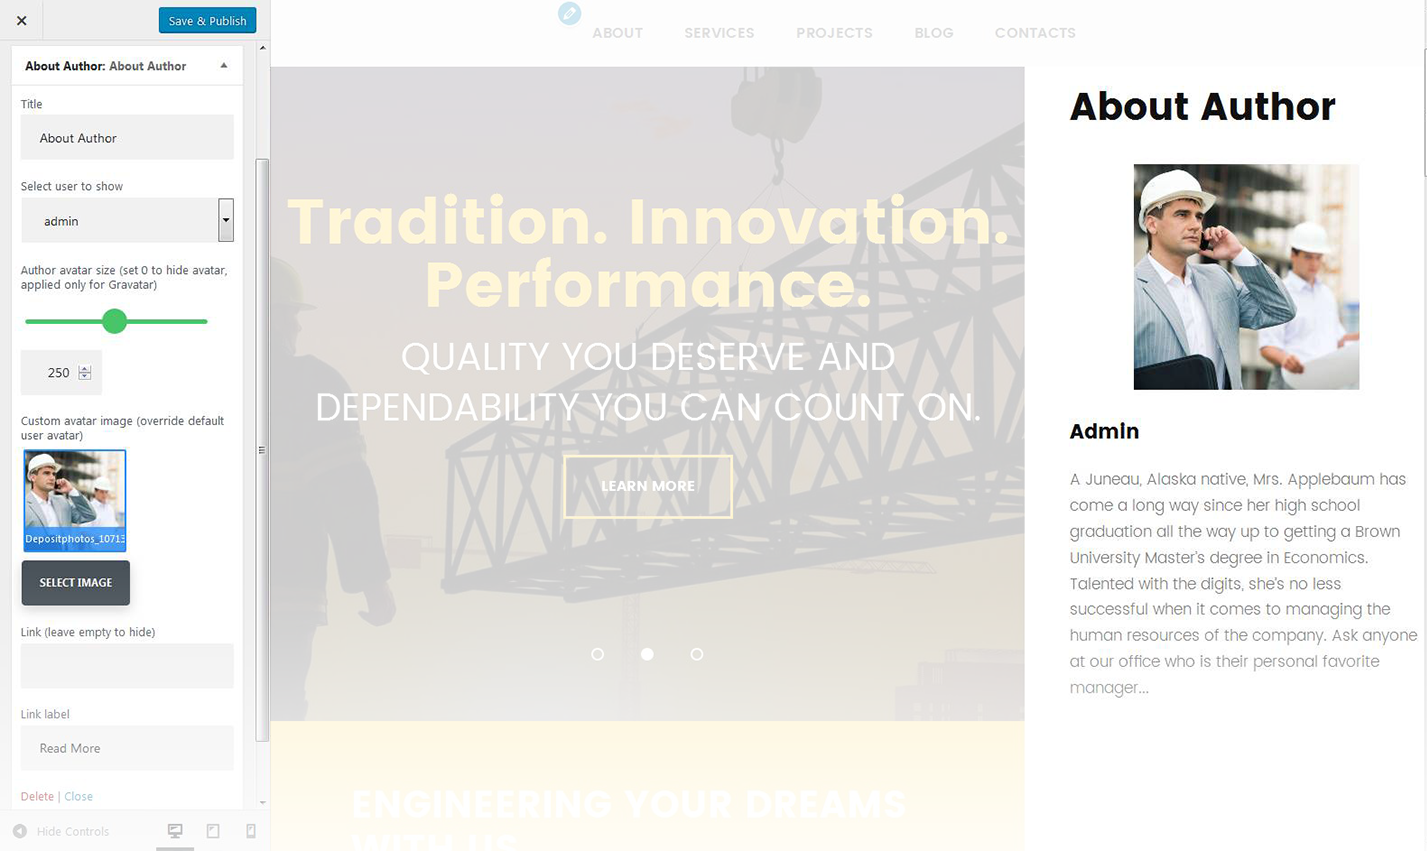 Save & Publish
About Author: About Author
Title
About Author
Select user to show
admin
Author avatar size (set 0 to hide avatar,
applied only for Gravatar)
250
Custom avatar image (override default
user avatar)
Depositphotos_10713
SELECT IMAGE
Link (leave empty to hide)
Link label
Read More
Delete | Close
Hide Controls
ABOUT SERVICES PROJECTS BLOG CONTACTS
Tradition. Innovation.
Performance.
QUALITY YOU DESERVE AND
DEPENDABILITY YOU CAN COUNT ON.
LEARN MORE
ENGINEERING YOUR DREAMS
WITH US
About Author
Admin
A Juneau, Alaska native, Mrs. Applebaum has
come a long way since her high school
graduation all the way up to getting a Brown
University Master's degree in Economics.
Talented with the digits, she's no less
successful when it comes to managing the
human resources of the company. Ask anyone
at our office who is their personal favorite
manager...